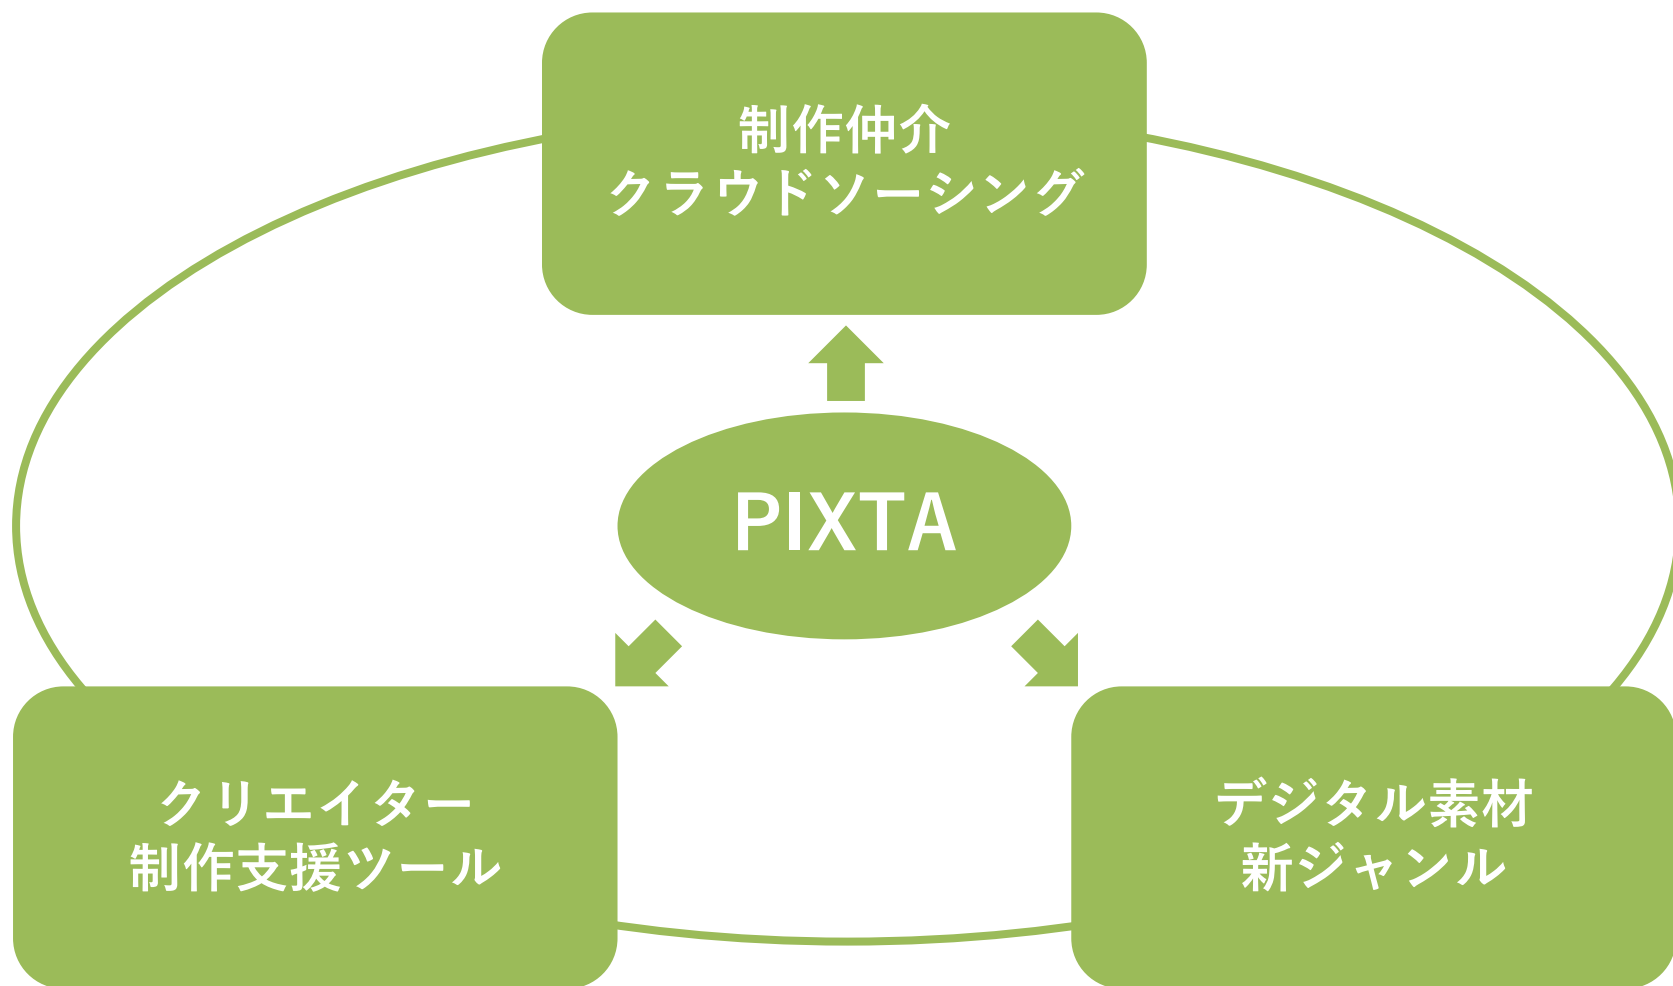 制作仲介
クラウドソーシング
PIXTA
クリエイター
制作支援ツール
デジタル素材
新ジャンル